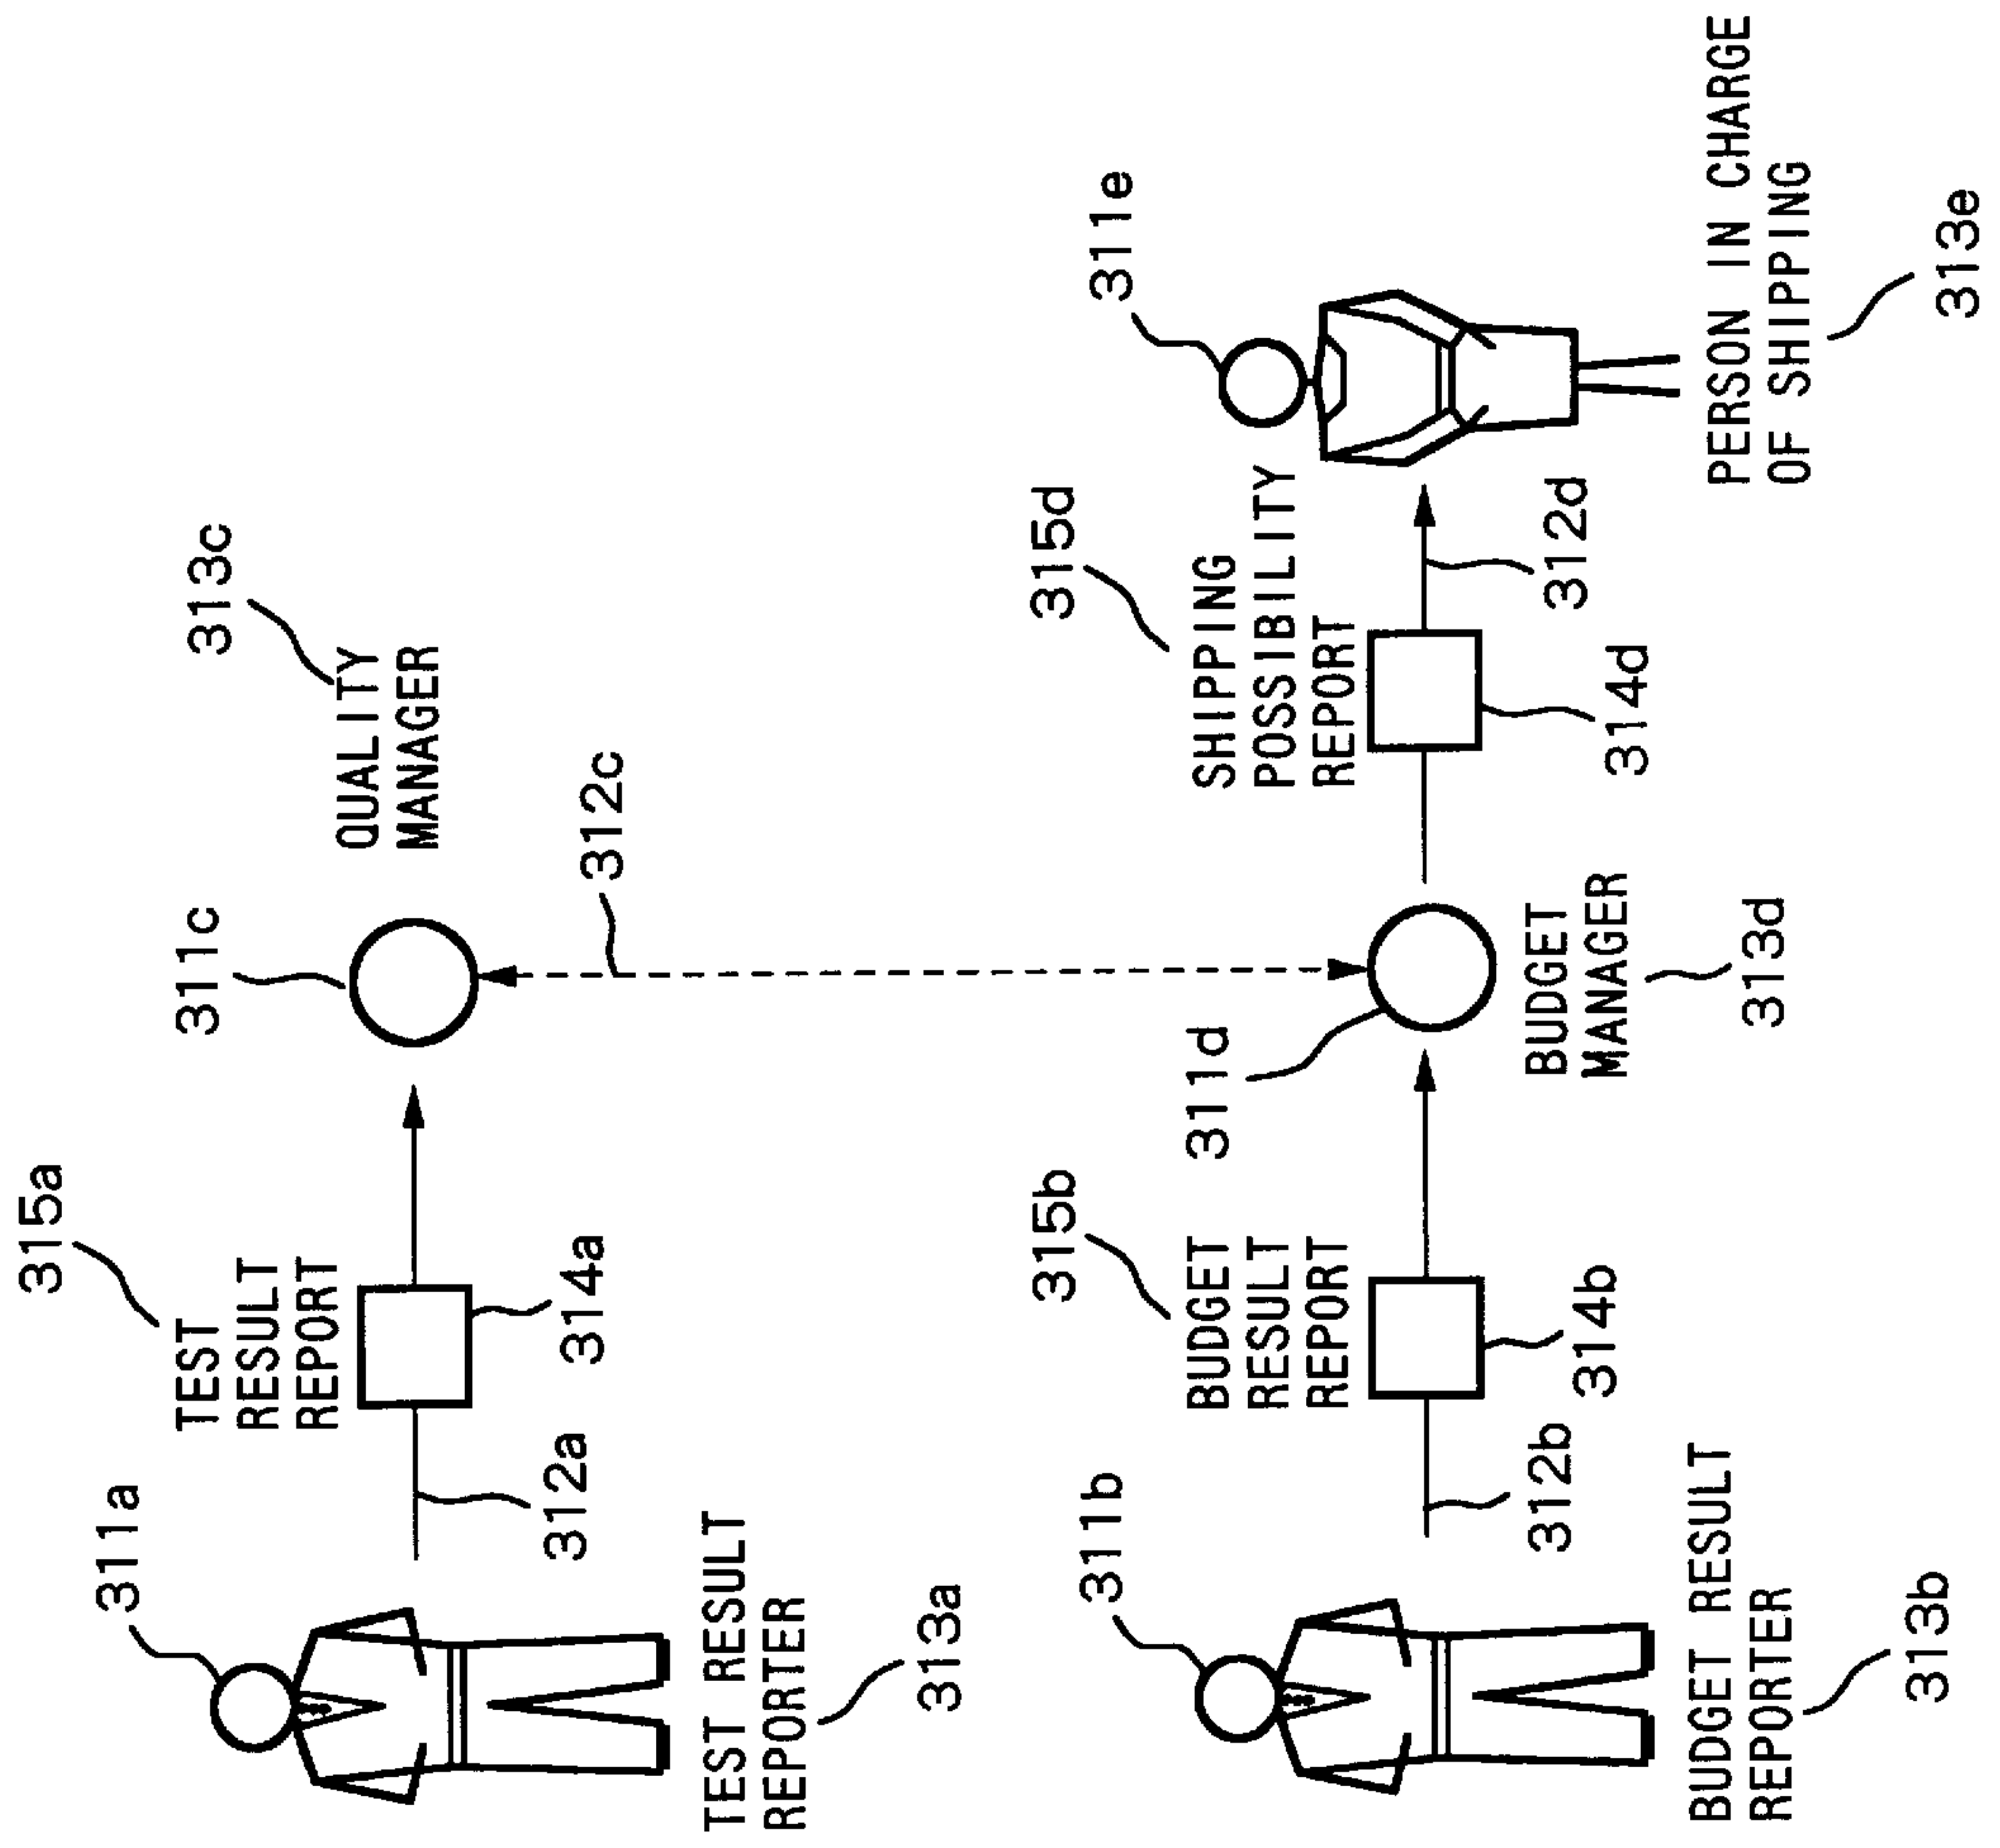 315a
311a
TEST
RESULT
REPORT
311c
313c
QUALITY
MANAGER
312a
314a
312c
TEST RESULT
REPORTER
313a
315b
315d
311b
311e
BUDGET
RESULT
REPORT
311d
SHIPPING
POSSIBILITY
REPORT
312b
314b
BUDGET
MANAGER
312d
314d
BUDGET RESULT
REPORTER
313d
PERSON IN CHARGE
OF SHIPPING
313b
313e